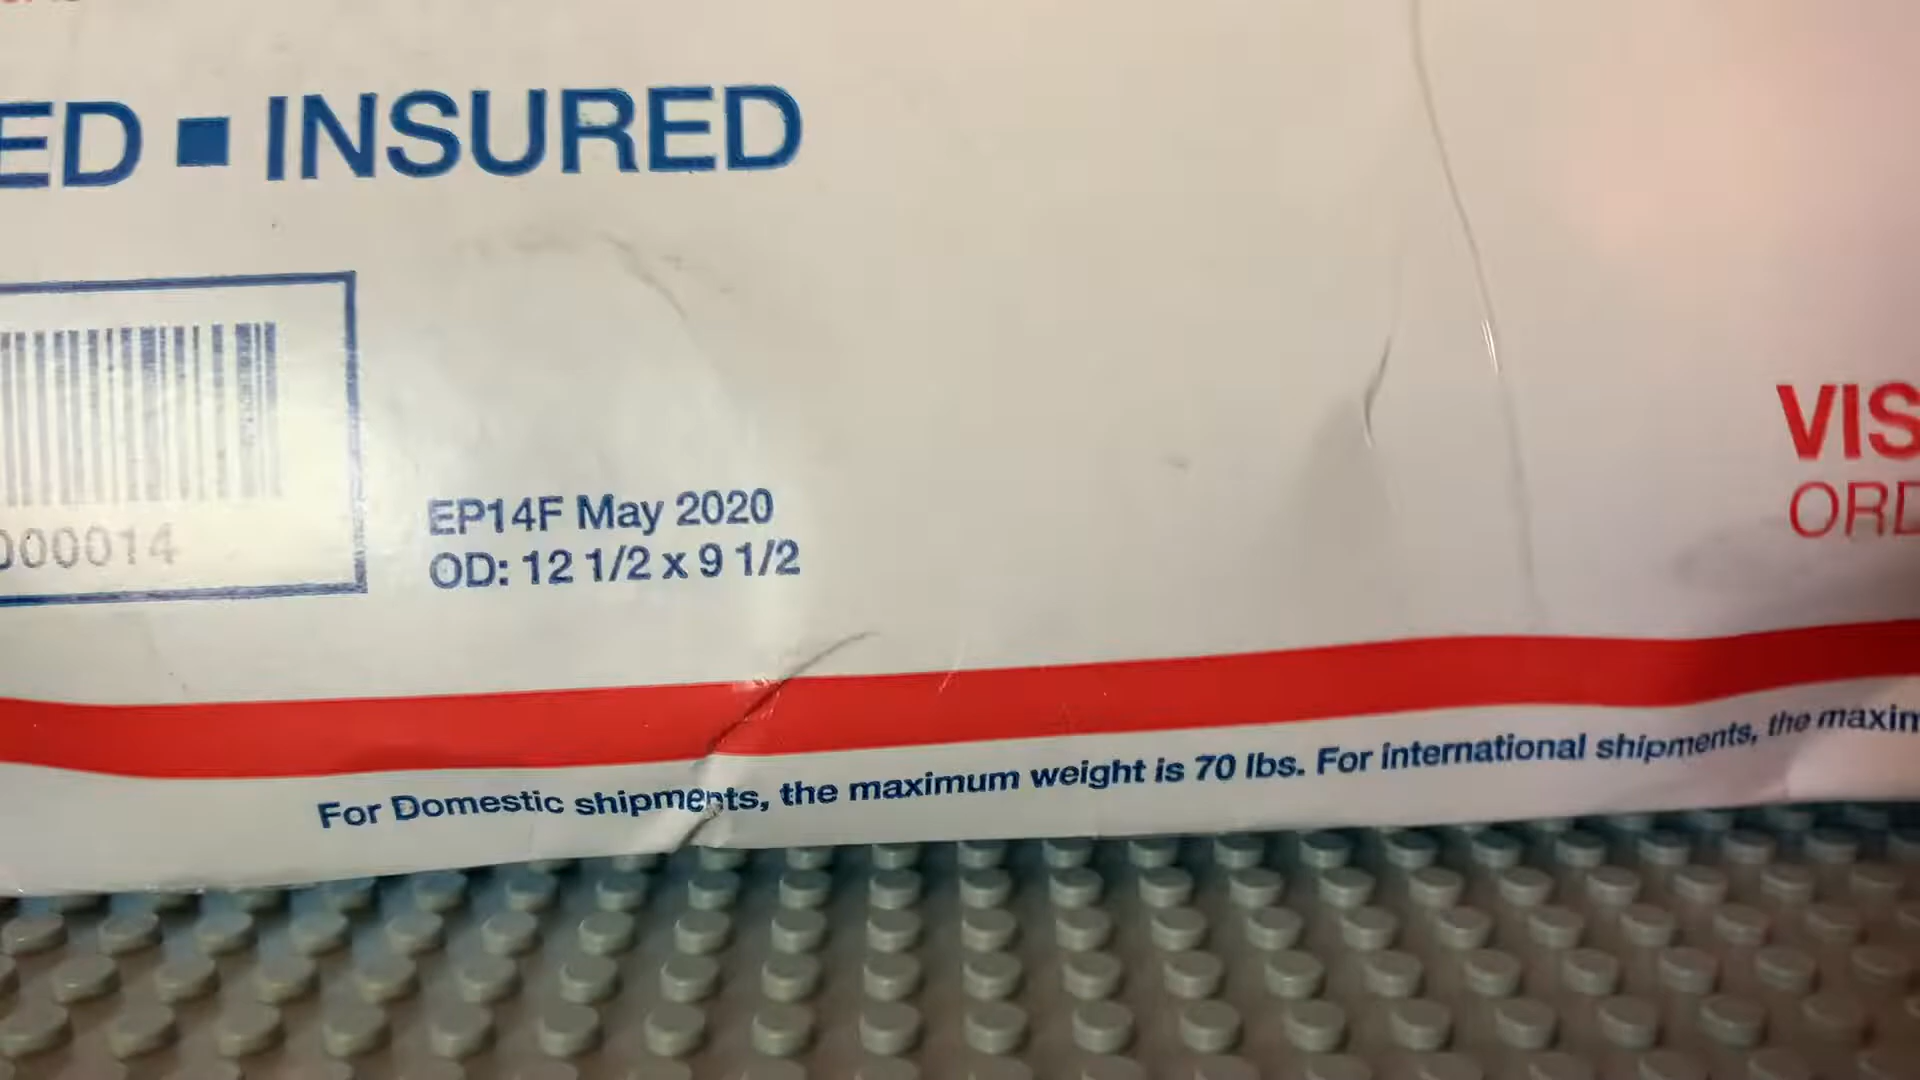 ED ▪ INSURED
000014
EP14F May 2020
OD: 12 1/2 x 9 1/2
VIS
ORD
For Domestic shipments, the maximum weight is 70 lbs. For international shipments, the maxim